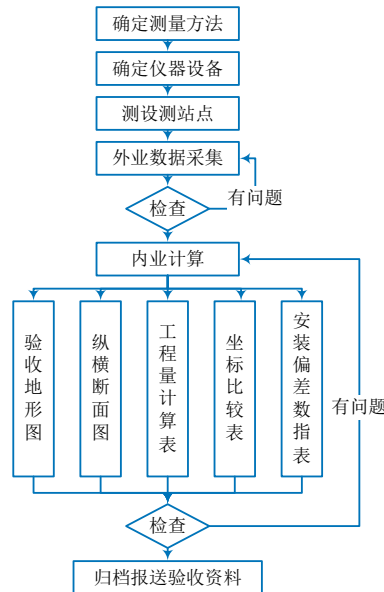 确定测量方法
确定仪器设备
测设测站点
外业数据采集
有问题
检查
内业计算
验收地形图
纵横断面图
工程量计算表
坐标比较表
安装偏差数指表
有问题
检查
归档报送验收资料